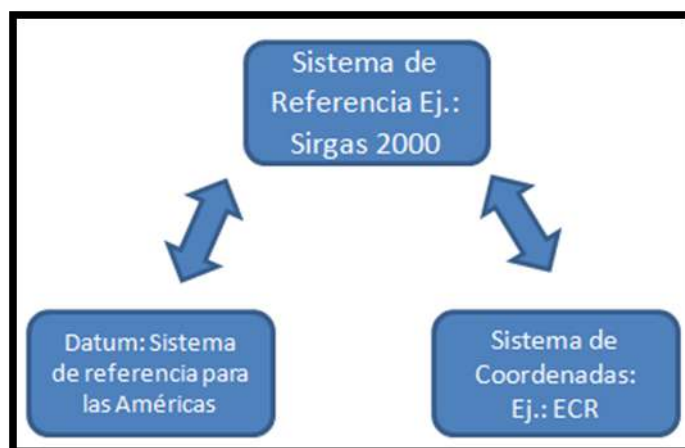 Sistema de
Referencia Ej.:
Sirgas 2000
Datum: Sistema
de referencia para
las Américas
Sistema de
Coordenadas:
Ej.: ECR